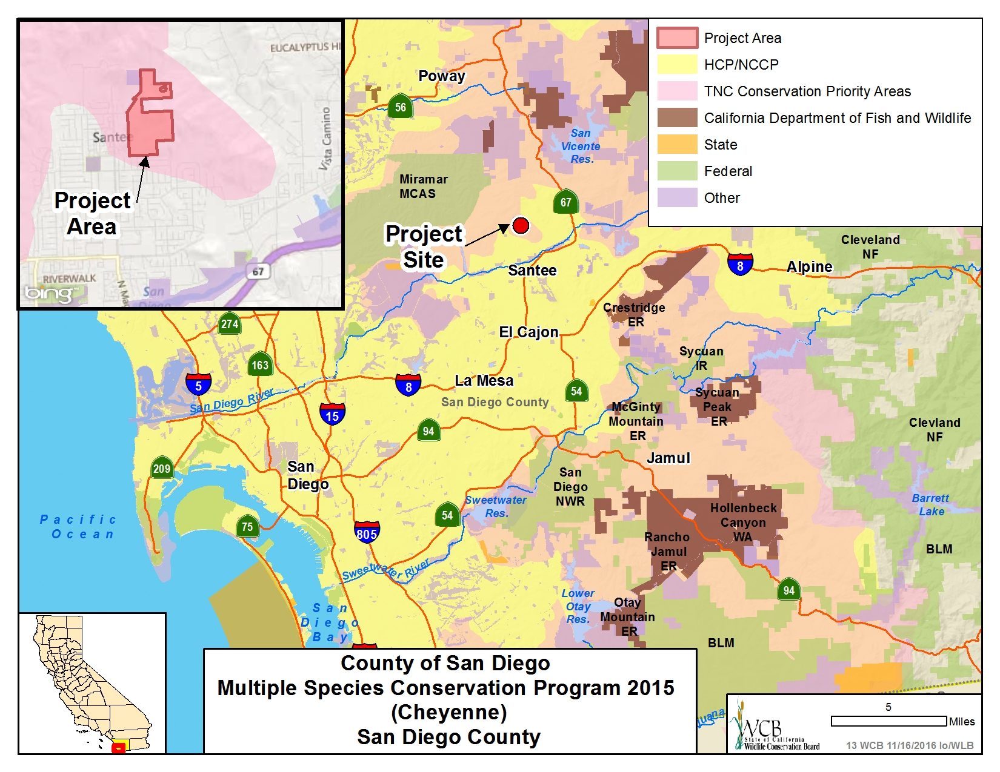 EUCALYPTUS HI
Santee
Vista Camino
Project
Area
RIVERWALK
67
San
Diego
bing
Project Area
HCP/NCCP
TNC Conservation Priority Areas
California Department of Fish and Wildlife
State
Federal
Other
Poway
56
San
Vicente
Res.
Miramar
MCAS
67
Project
Site
Santee
Cleveland
NF
8
Alpine
Crestridge
ER
274
El Cajon
163
Sycuan
IR
5
8
La Mesa
San Diego River
San Diego County
54
Sycuan
Peak
ER
McGinty
Mountain
ER
15
94
Clevland
NF
Jamul
209
San
Diego
San
Diego
NWR
Sweetwater
Res.
Barrett
Lake
54
Hollenbeck
Canyon
WA
Pacific
Ocean
75
805
Rancho
Jamul
ER
BLM
Sweetwater River
94
Lower
Otay
Res.
Otay
Mountain
ER
San
Diego
Bay
BLM
County of San Diego
Multiple Species Conservation Program 2015
(Cheyenne)
San Diego County
juana
WCB
State of California
Wildlife Conservation Board
5
Miles
13 WCB 11/16/2016 lo/WLB